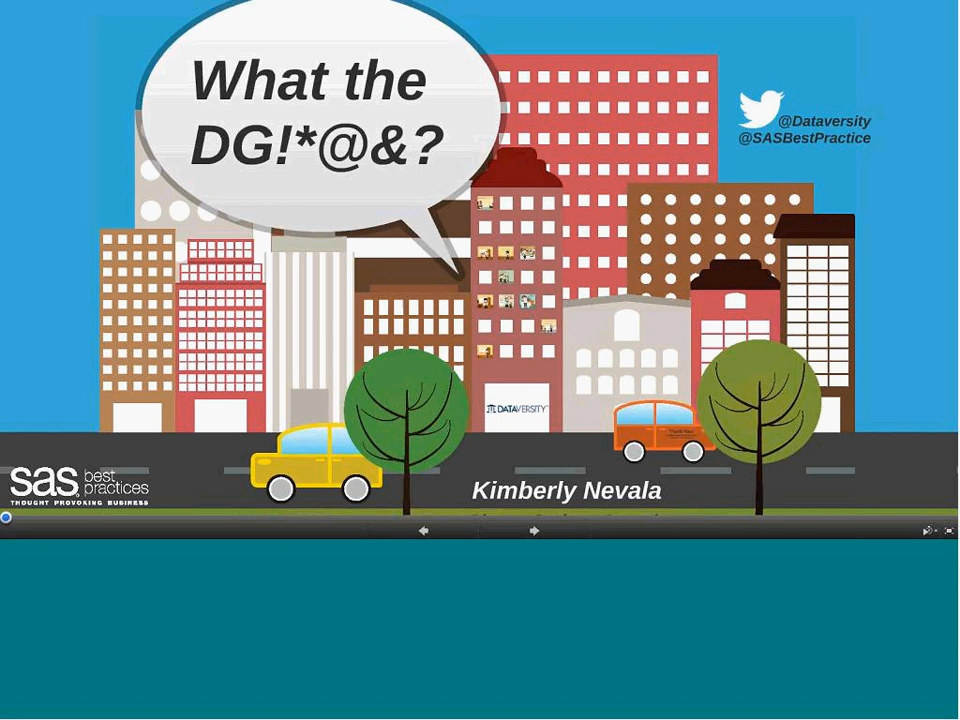 What the
DG!*@&?
@Dataversity
@SASBestPractice
DATAVERSITY
sas best
practices
THOUGHT PROVOKING BUSINESS
Kimberly Nevala